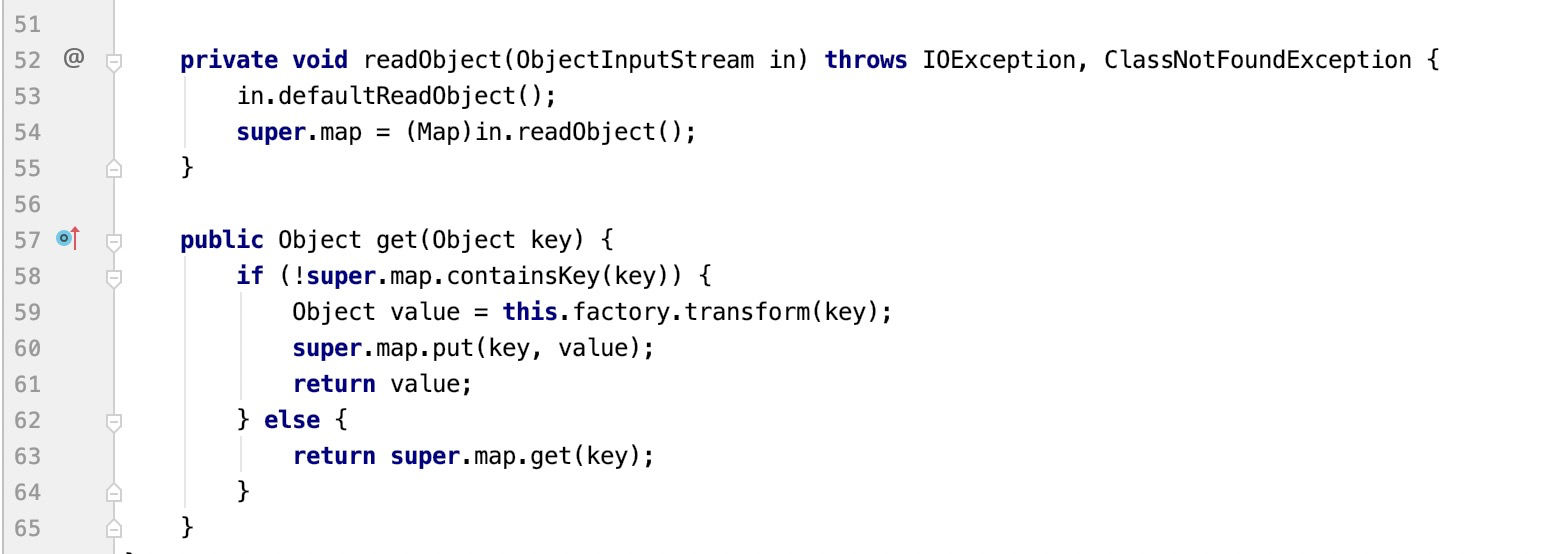 51
52 @ private void readObject(ObjectInputStream in) throws IOException, ClassNotFoundException {
53 in.defaultReadObject();
54 super.map = (Map)in.readObject();
55 }
56
57 public Object get(Object key) {
58 if (!super.map.containsKey(key)) {
59 Object value = this.factory.transform(key);
60 super.map.put(key, value);
61 return value;
62 } else {
63 return super.map.get(key);
64 }
65 }